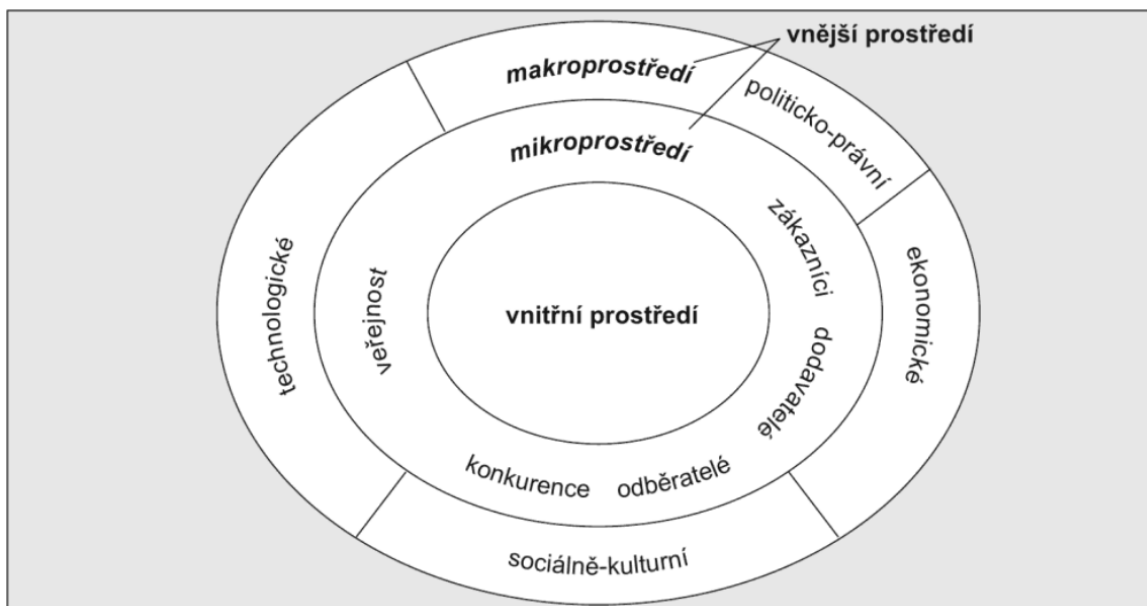 vnější prostředí
makroprostředí
politicko-právní
mikroprostředí
zákazníci
technologické
veřejnost
vnitřní prostředí
ekonomické
dodavatelé
konkurence
odběratelé
sociálně-kulturní